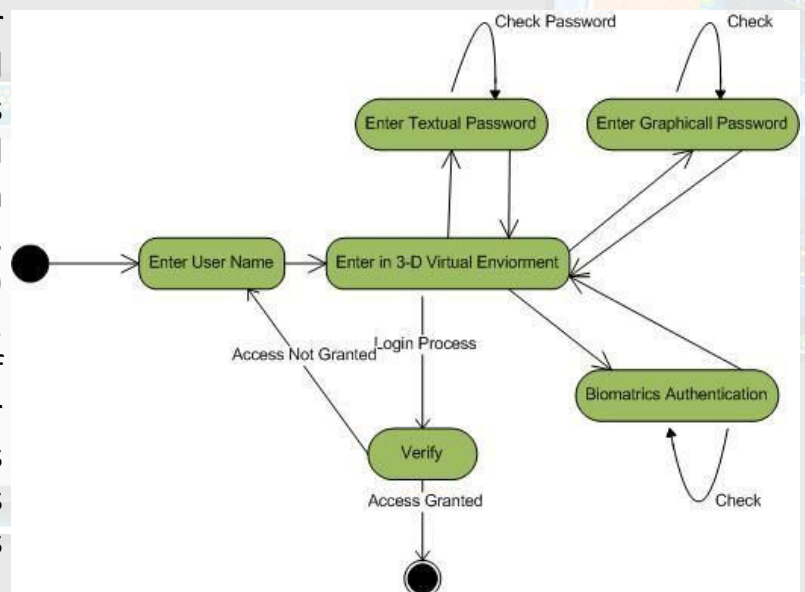 Check Password
Check
Enter Textual Password
Enter Graphicall Password
Enter User Name
Enter in 3-D Virtual Enviorment
Access Not Granted
Login Process
Biomatrics Authentication
Verify
Access Granted
Check